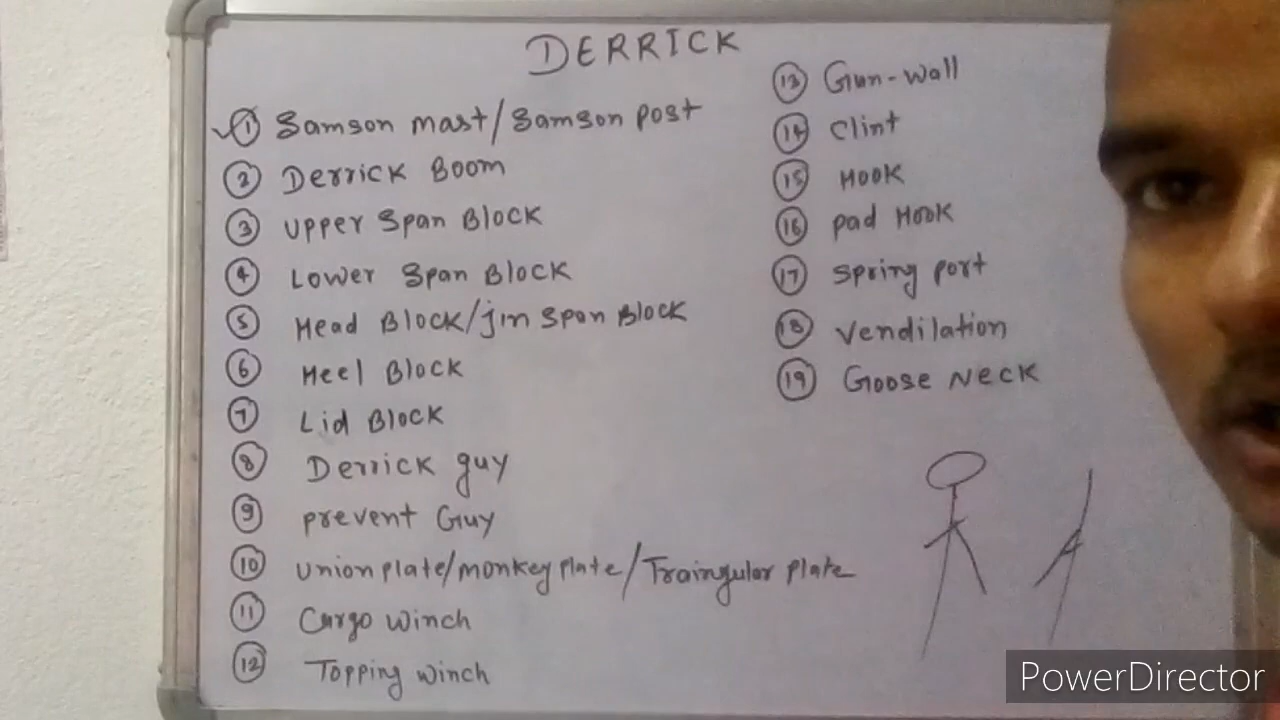 DERRICK
① Samson mast/Samson post
② Derrick Boom
③ Upper Span Block
④ Lower Span Block
⑤ Head Block/jin Span Block
⑥ Heel Block
⑦ Lid Block
⑧ Derrick guy
⑨ prevent Guy
⑩ union plate/monkey plate/Traingular plate
⑪ Cargo winch
⑫ Topping winch
⑬ Gun-wall
⑭ Clint
⑮ Hook
⑯ pad Hook
⑰ Spring port
⑱ Vendilation
⑲ Goose Neck
PowerDirector